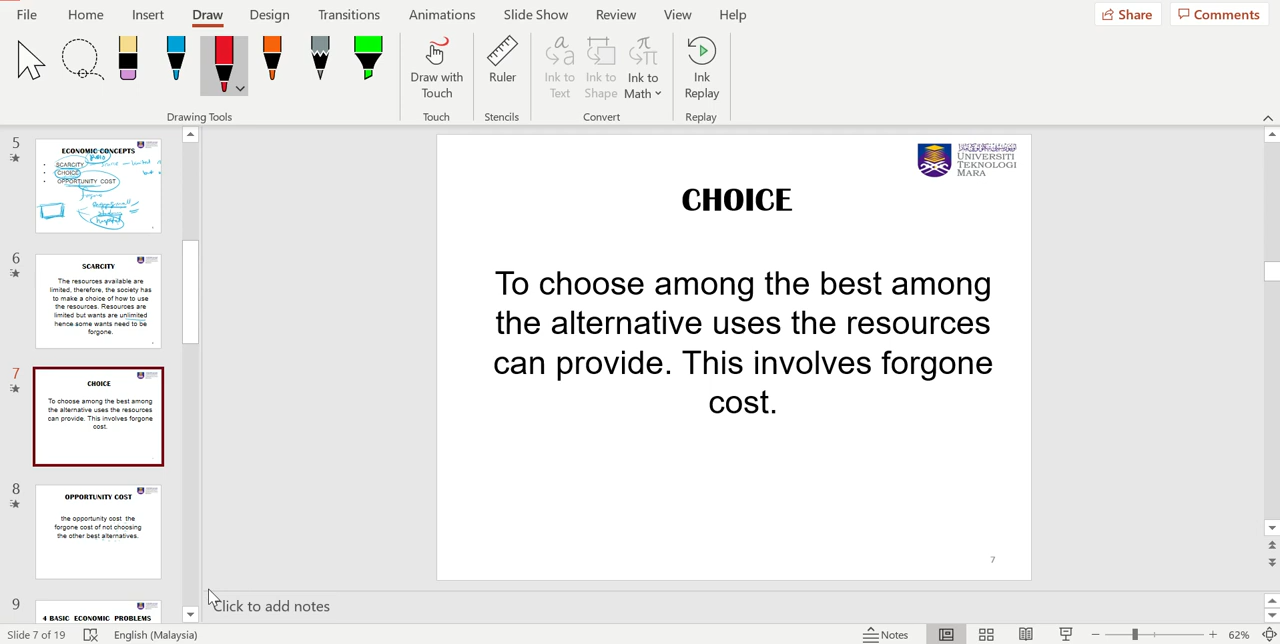 File Home Insert Draw Design Transitions Animations Slide Show Review View Help Share Comments
Draw with Touch
Ruler
Ink to Text
Ink to Shape
Ink to Math
Ink Replay
Drawing Tools Touch Stencils Convert Replay
5
ECONOMIC CONCEPTS
SCARCITY
CHOICE
OPPORTUNITY COST
6
SCARCITY
The resources available are
limited, therefore, the society has
to make a choice of how to use
the resources. Resources are
limited but wants are unlimited
hence some wants need to be
forgone.
7
CHOICE
To choose among the best among
the alternative uses the resources
can provide. This involves forgone
cost.
8
OPPORTUNITY COST
the opportunity cost the
forgone cost of not choosing
the other best alternatives.
9
4 BASIC ECONOMIC PROBLEMS
UNIVERSITI
TEKNOLOGI
MARA
CHOICE
To choose among the best among
the alternative uses the resources
can provide. This involves forgone
cost.
7
Click to add notes
Slide 7 of 19 English (Malaysia) Notes 62%